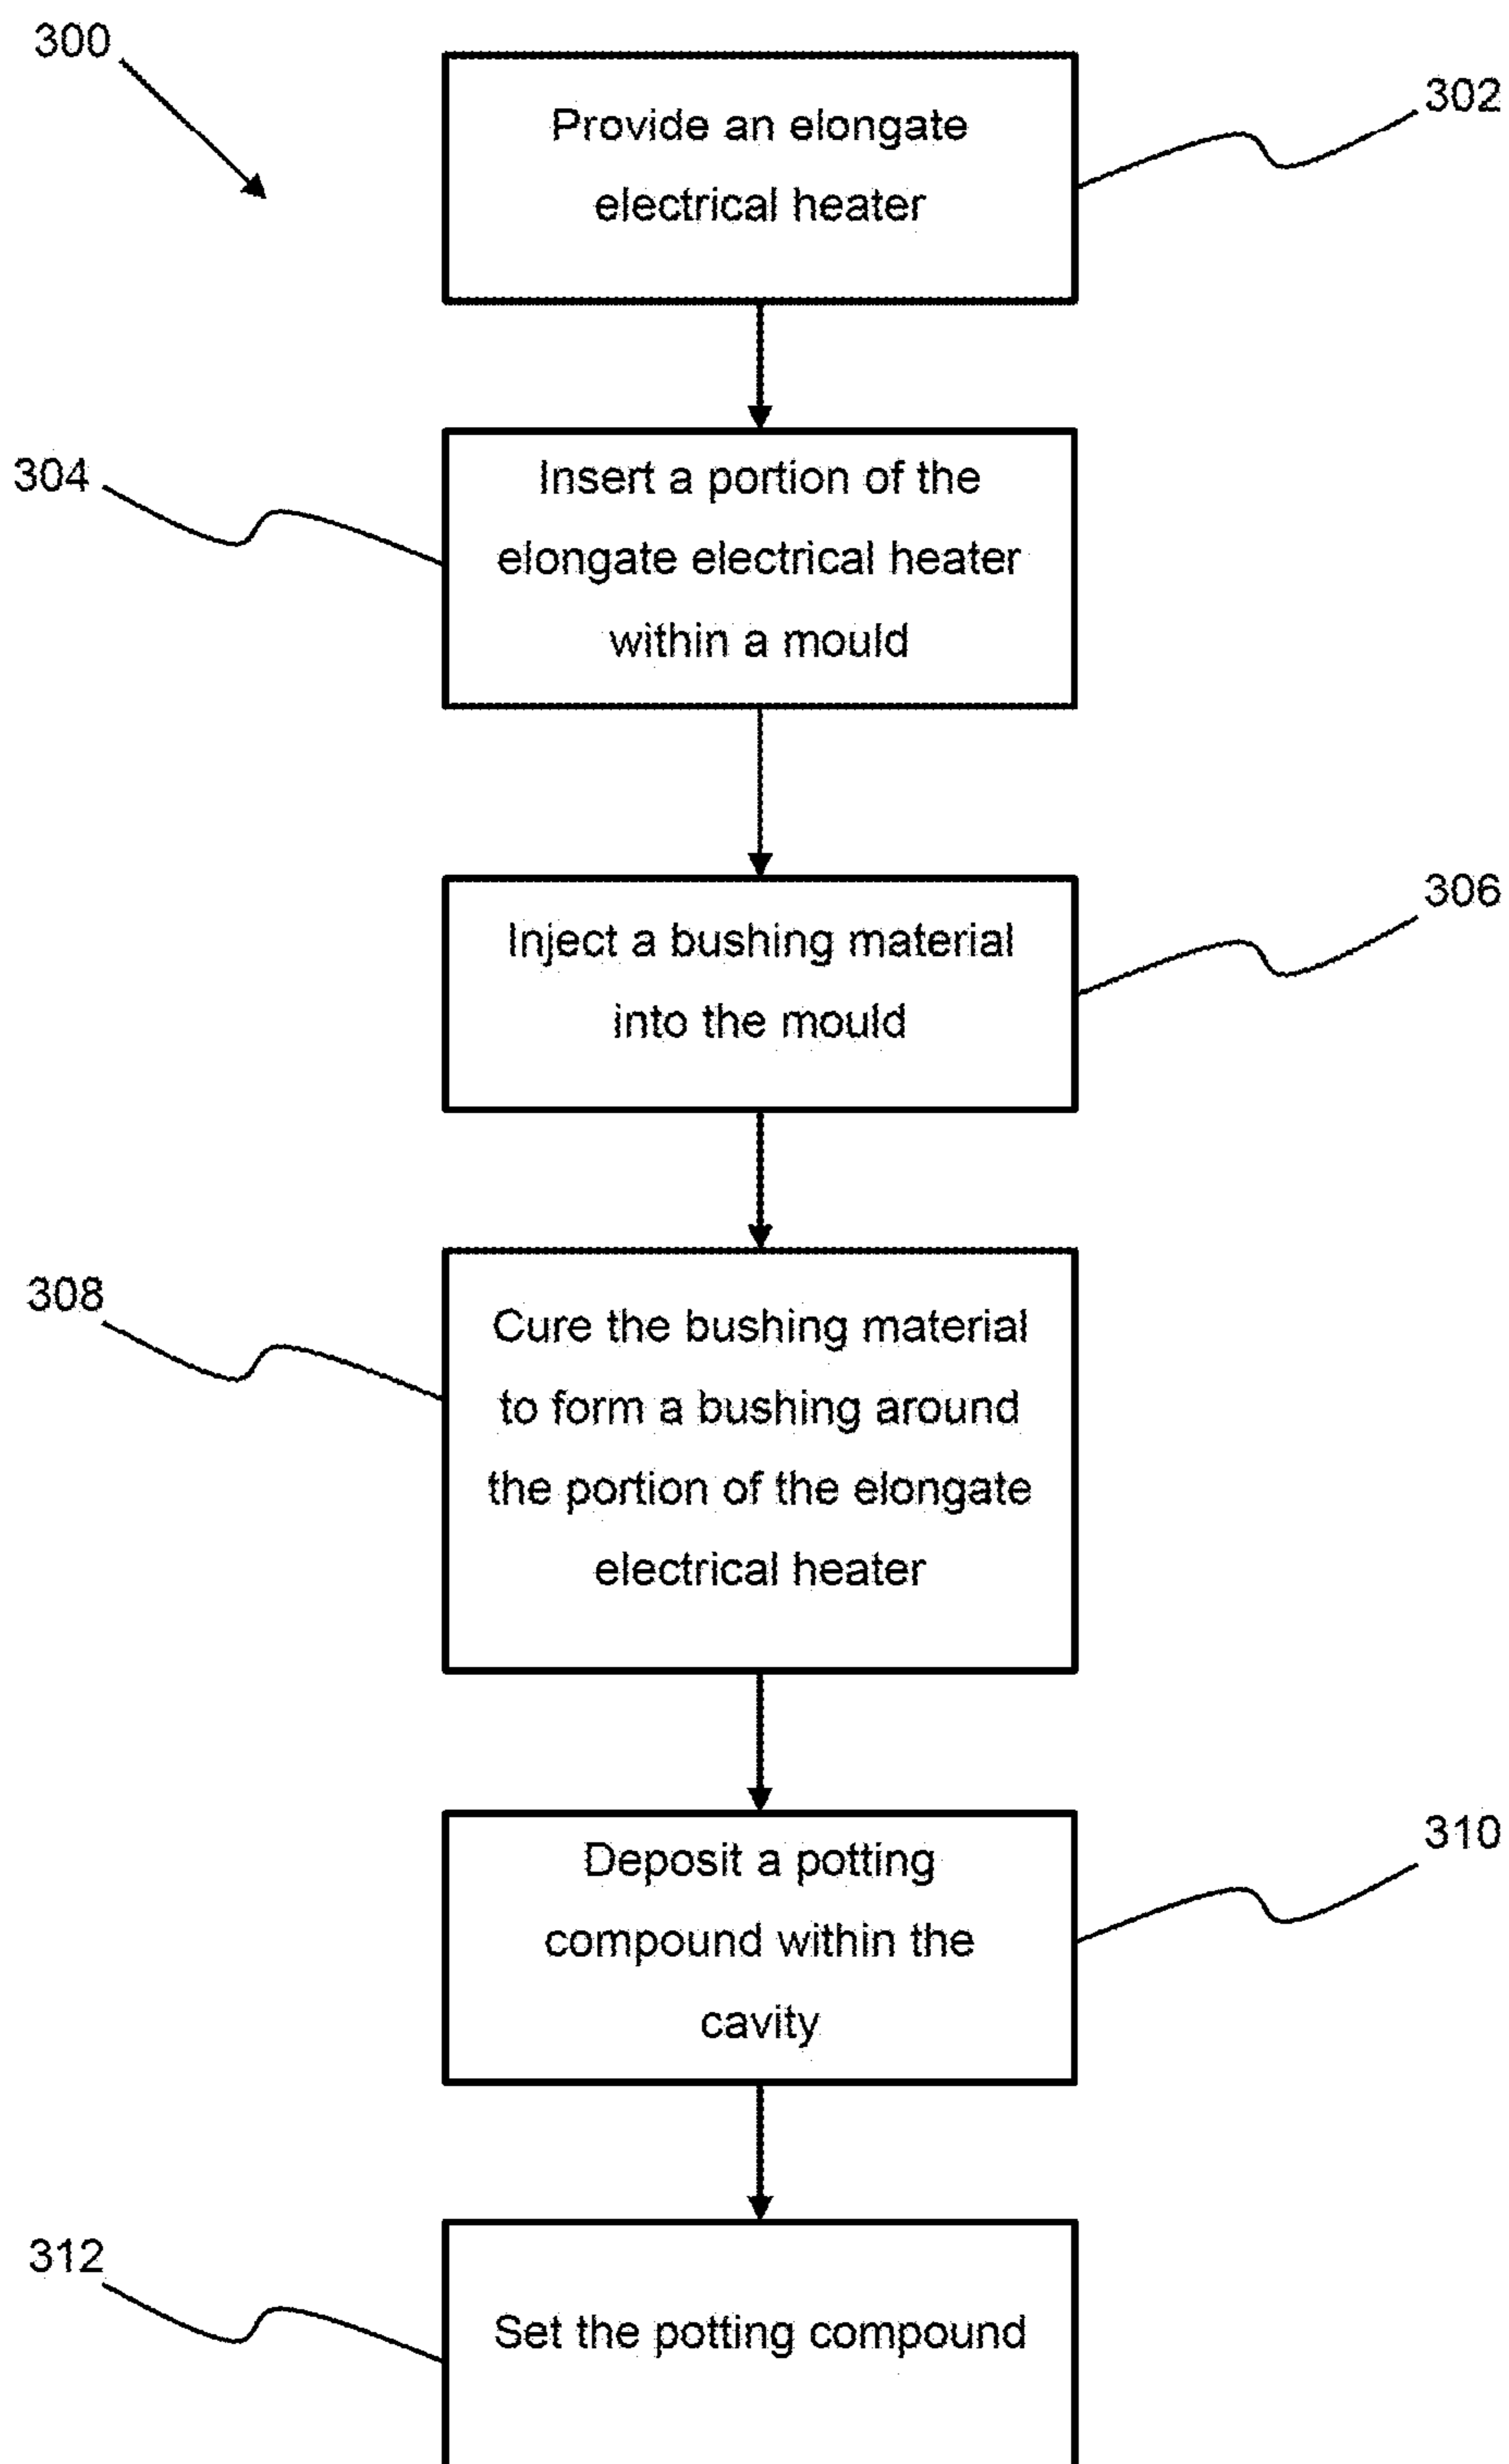 300
302
Provide an elongate
electrical heater
304
Insert a portion of the
elongate electrical heater
within a mould
306
Inject a bushing material
into the mould
308
Cure the bushing material
to form a bushing around
the portion of the elongate
electrical heater
310
Deposit a potting
compound within the
cavity
312
Set the potting compound